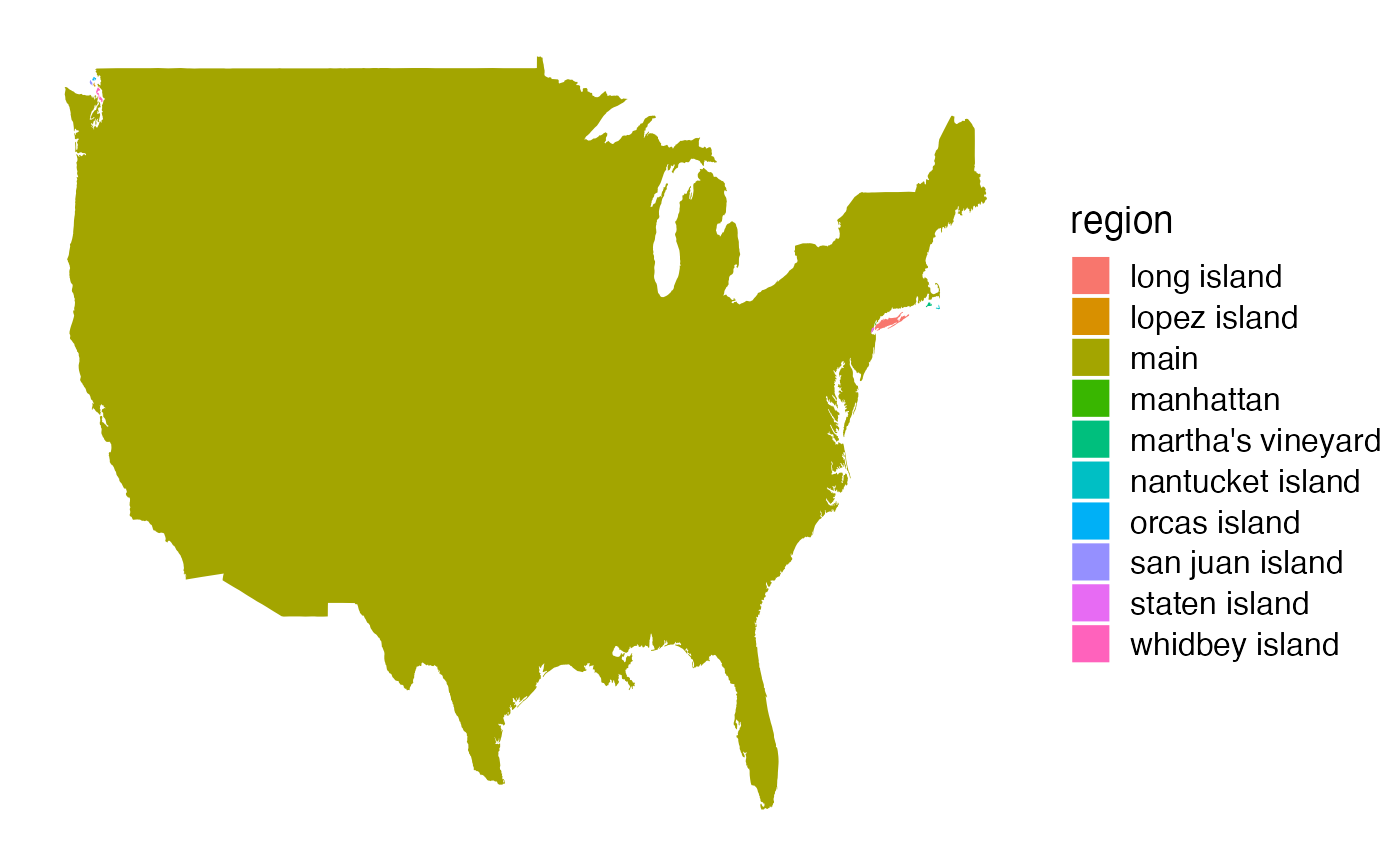 region
long island
lopez island
main
manhattan
martha's vineyard
nantucket island
orcas island
san juan island
staten island
whidbey island